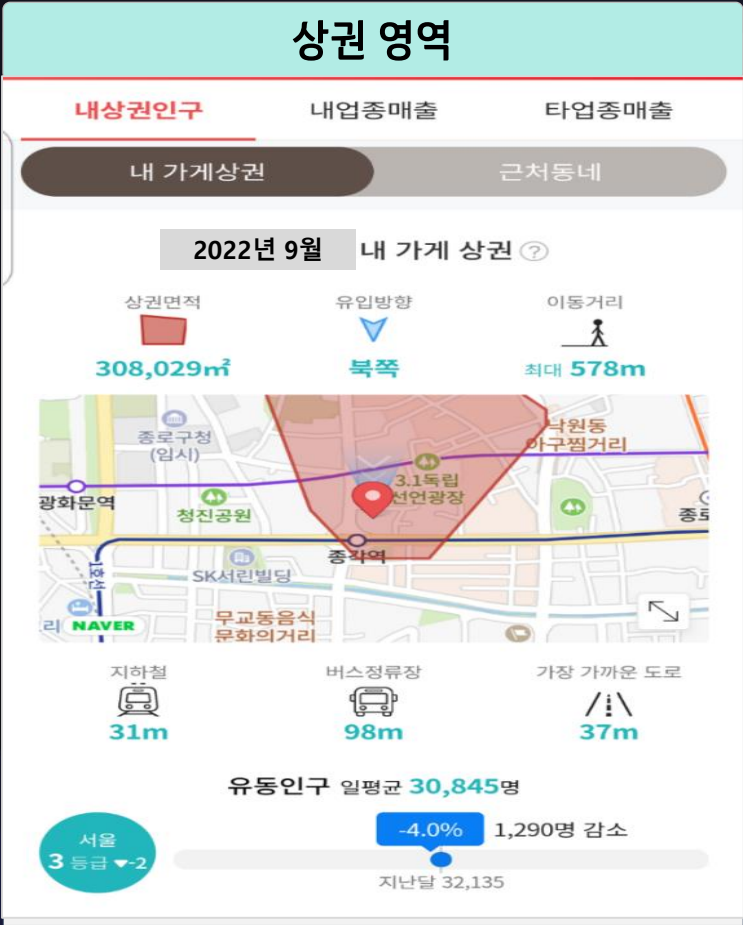 상권 영역
내상권인구 내업종매출 타업종매출
내 가게상권 근처동네
2022년 9월 내 가게 상권 ?
상권면적 유입방향 이동거리
308,029㎡ 북쪽 최대 578m
낙원동
아구찜거리
종로구청
(임시)
3.1독립
선언광장
광화문역
청진공원
종로
종각역
1호선
SK서린빌딩
무교동음식
문화의거리
리 NAVER
지하철 버스정류장 가장 가까운 도로
31m 98m 37m
유동인구 일평균 30,845명
-4.0% 1,290명 감소
서울
3 등급 ▼-2
지난달 32,135